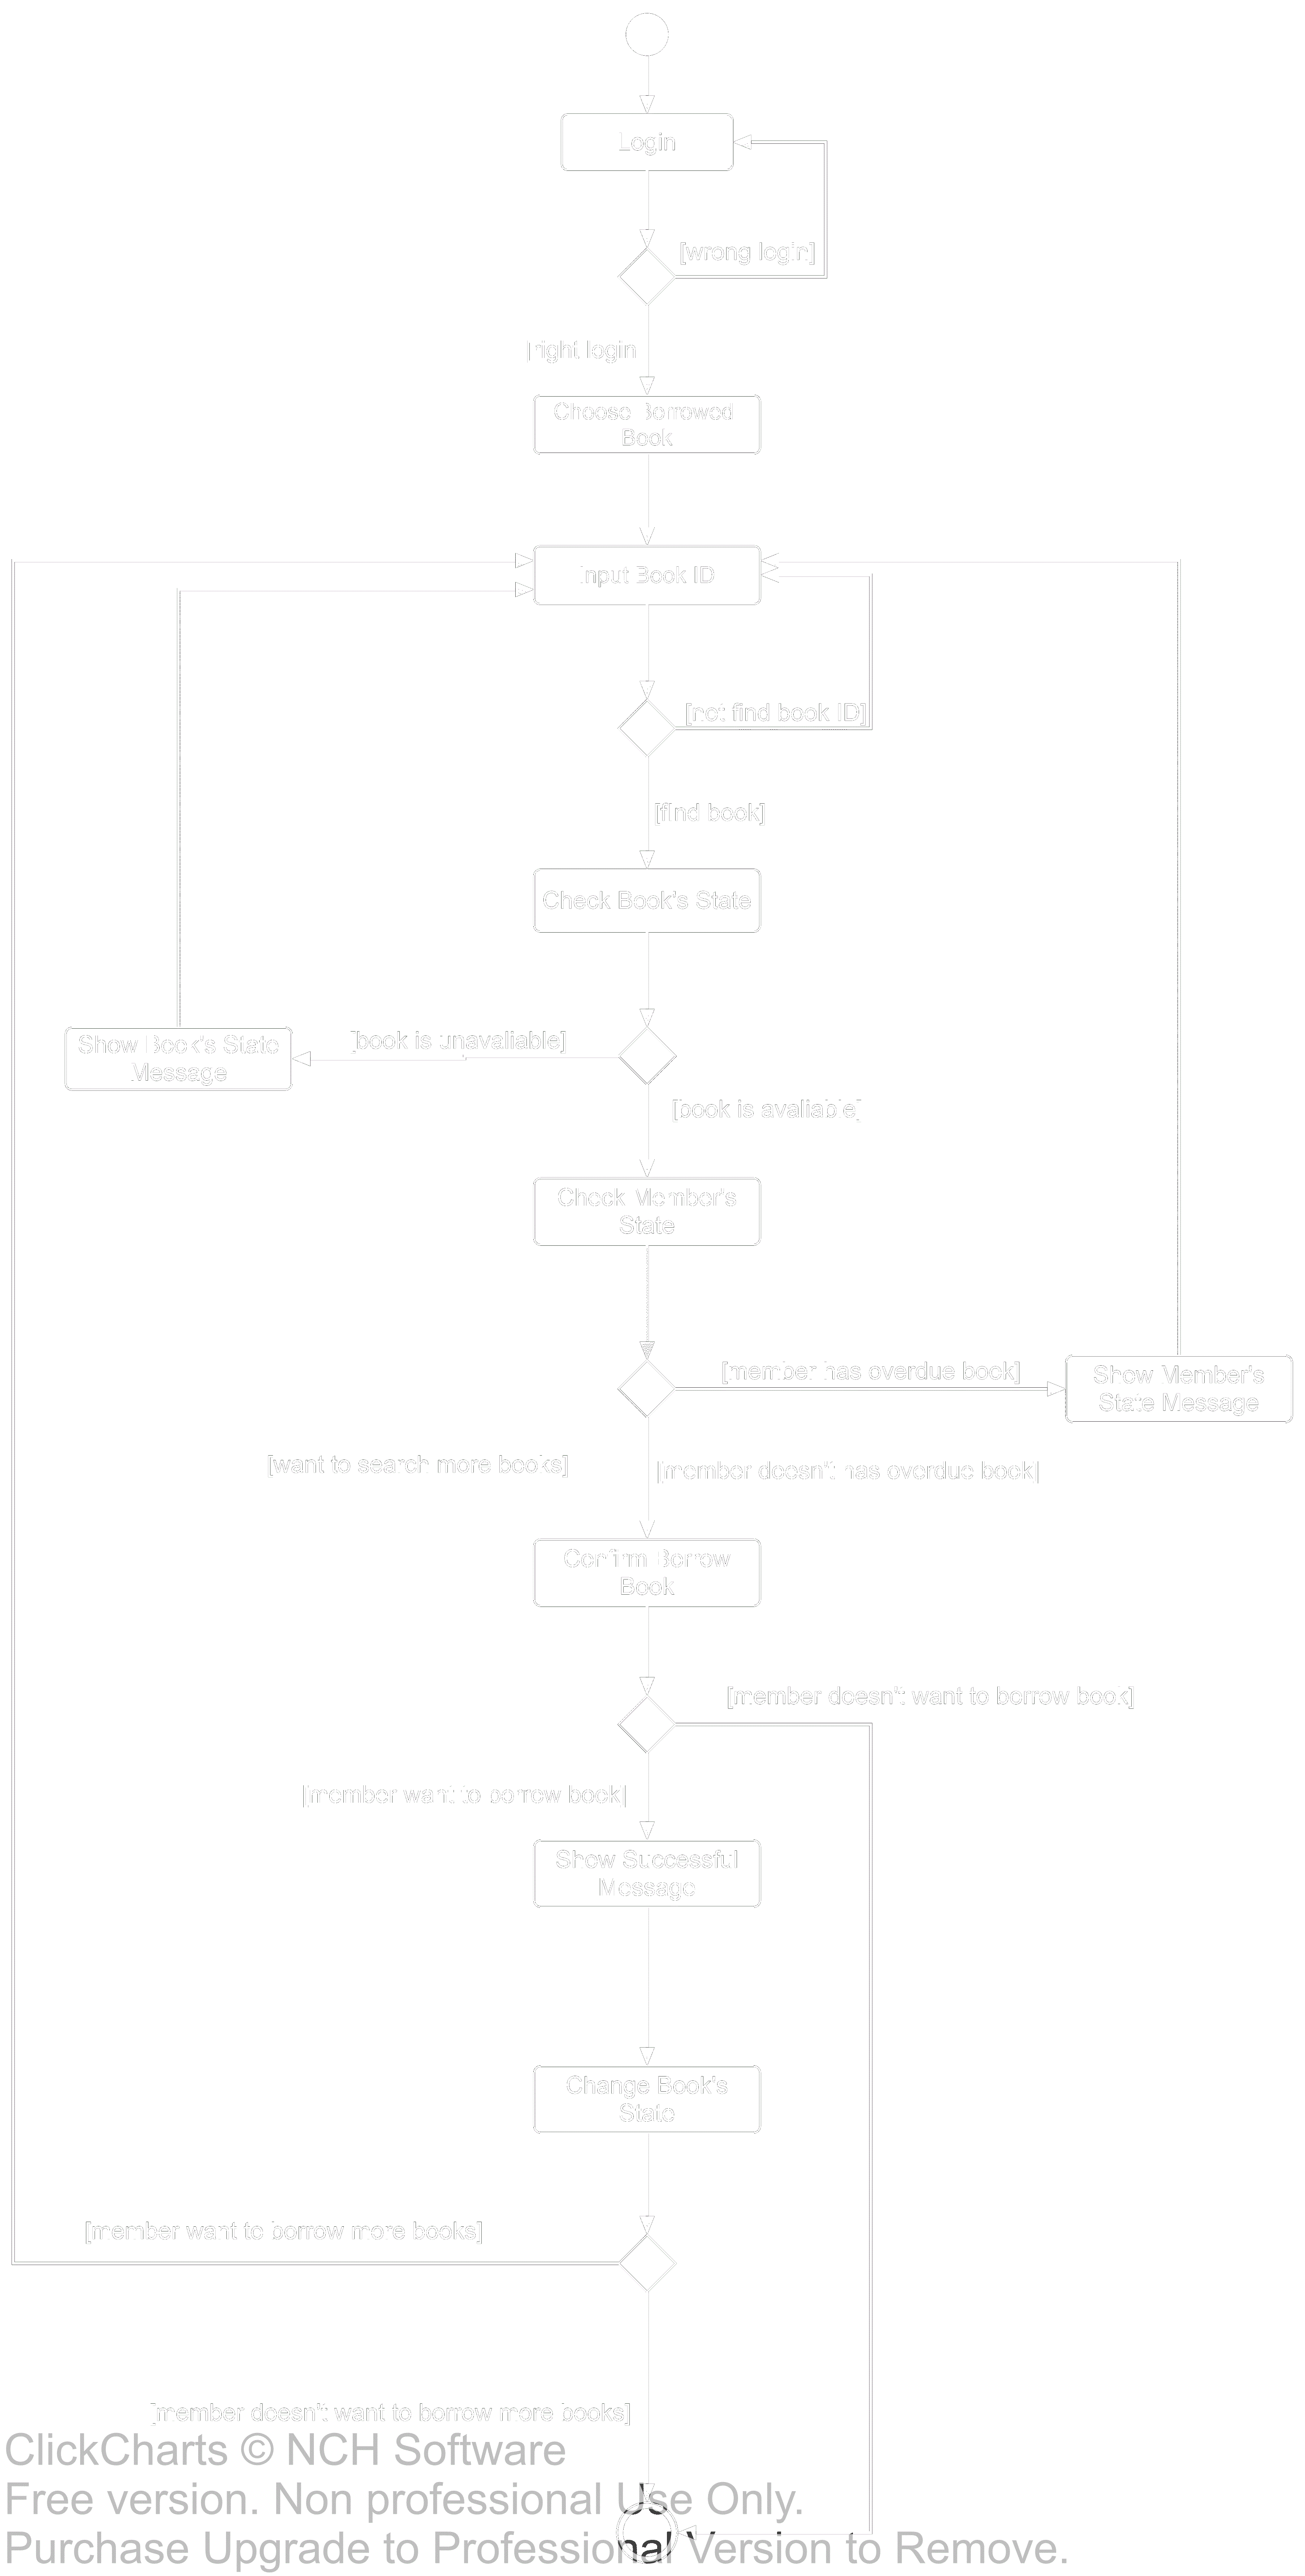 Login
[wrong login]
[right login
Choose Borrowed
Book
Input Book ID
[not find book ID]
[find book]
Check Book's State
Show Book's State
Message
[book is unavaliable]
[book is avaliable]
Check Member's
State
[member has overdue book]
Show Member's
State Message
[want to search more books]
[member doesn't has overdue book]
Confirm Borrow
Book
[member doesn't want to borrow book]
[member want to borrow book]
Show Successful
Message
Change Book's
State
[member want to borrow more books]
[member doesn't want to borrow more books]
ClickCharts © NCH Software
Free version. Non professional Use Only.
Purchase Upgrade to Professional Version to Remove.